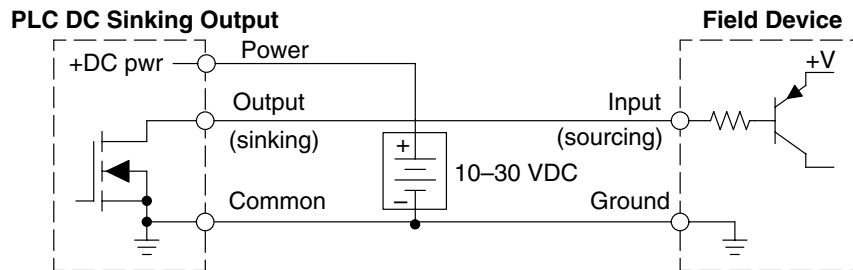 PLC DC Sinking Output
Field Device
+DC pwr
Power
+V
Output
(sinking)
Input
(sourcing)
+
10–30 VDC
–
Common
Ground